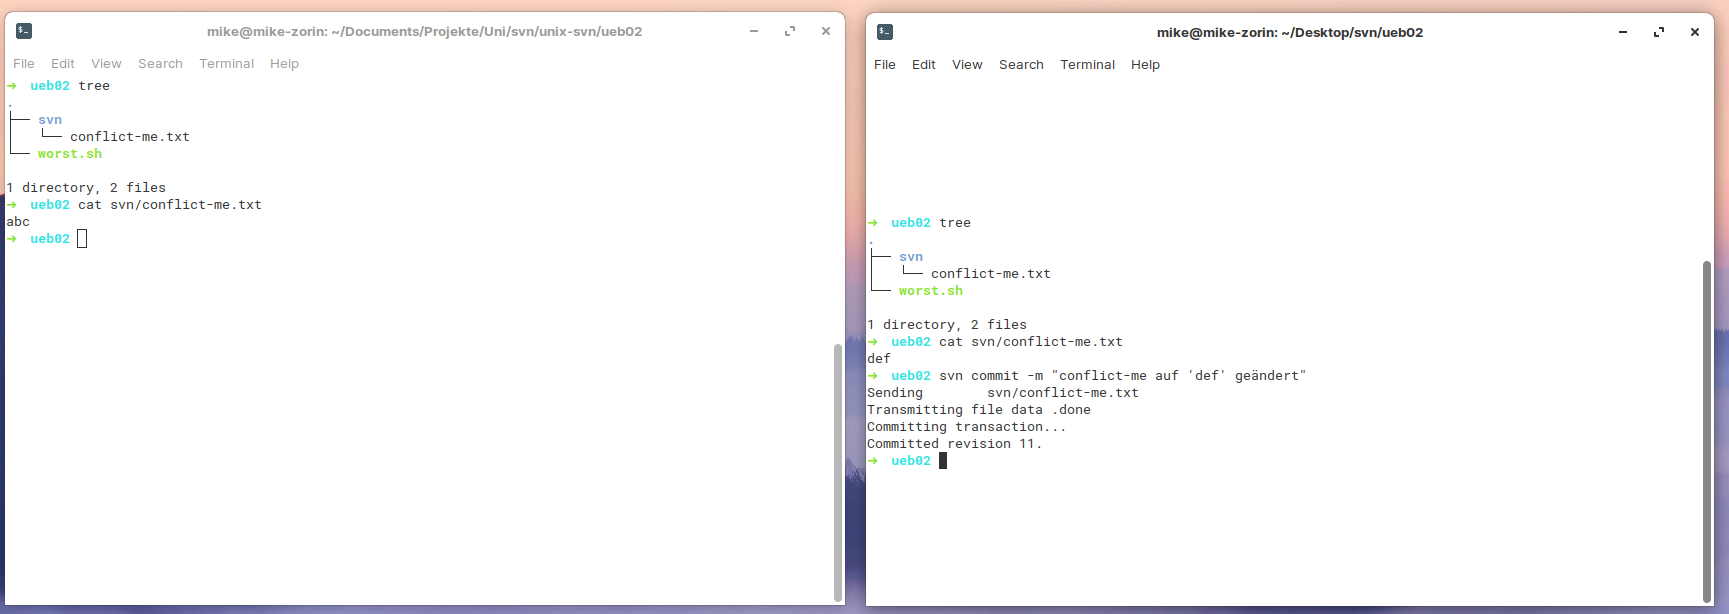 mike@mike-zorin: ~/Documents/Projekte/Uni/svn/unix-svn/ueb02
File Edit View Search Terminal Help
➜ ueb02 tree
.
├── svn
│   └── conflict-me.txt
└── worst.sh
1 directory, 2 files
➜ ueb02 cat svn/conflict-me.txt
abc
➜ ueb02
mike@mike-zorin: ~/Desktop/svn/ueb02
File Edit View Search Terminal Help
➜ ueb02 tree
.
├── svn
│   └── conflict-me.txt
└── worst.sh
1 directory, 2 files
➜ ueb02 cat svn/conflict-me.txt
def
➜ ueb02 svn commit -m "conflict-me auf 'def' geändert"
Sending        svn/conflict-me.txt
Transmitting file data .done
Committing transaction...
Committed revision 11.
➜ ueb02